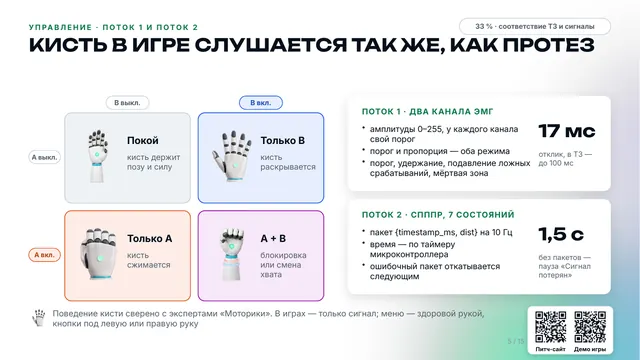 УПРАВЛЕНИЕ · ПОТОК 1 И ПОТОК 2
33 % · соответствие ТЗ и сигналы
КИСТЬ В ИГРЕ СЛУШАЕТСЯ ТАК ЖЕ, КАК ПРОТЕЗ
B выкл.
B вкл.
A выкл.
Покой
кисть держит
позу и силу
Только B
кисть
раскрывается
A вкл.
Только A
кисть
сжимается
A + B
блокировка
или смена
хвата
ПОТОК 1 · ДВА КАНАЛА ЭМГ
• амплитуды 0–255, у каждого канала
свой порог
• порог и пропорция — оба режима
• порог, удержание, подавление ложных
срабатываний, мёртвая зона
17 мс
отклик, в ТЗ —
до 100 мс
ПОТОК 2 · СПППР, 7 СОСТОЯНИЙ
• пакет {timestamp_ms, dist} на 10 Гц
• время — по таймеру
микроконтроллера
• ошибочный пакет откатывается
следующим
1,5 с
без пакетов —
пауза «Сигнал
потерян»
Поведение кисти сверено с экспертами «Моторики». В играх — только сигнал; меню — здоровой рукой,
кнопки под левую или правую руку
Питч-сайт
Демо игры